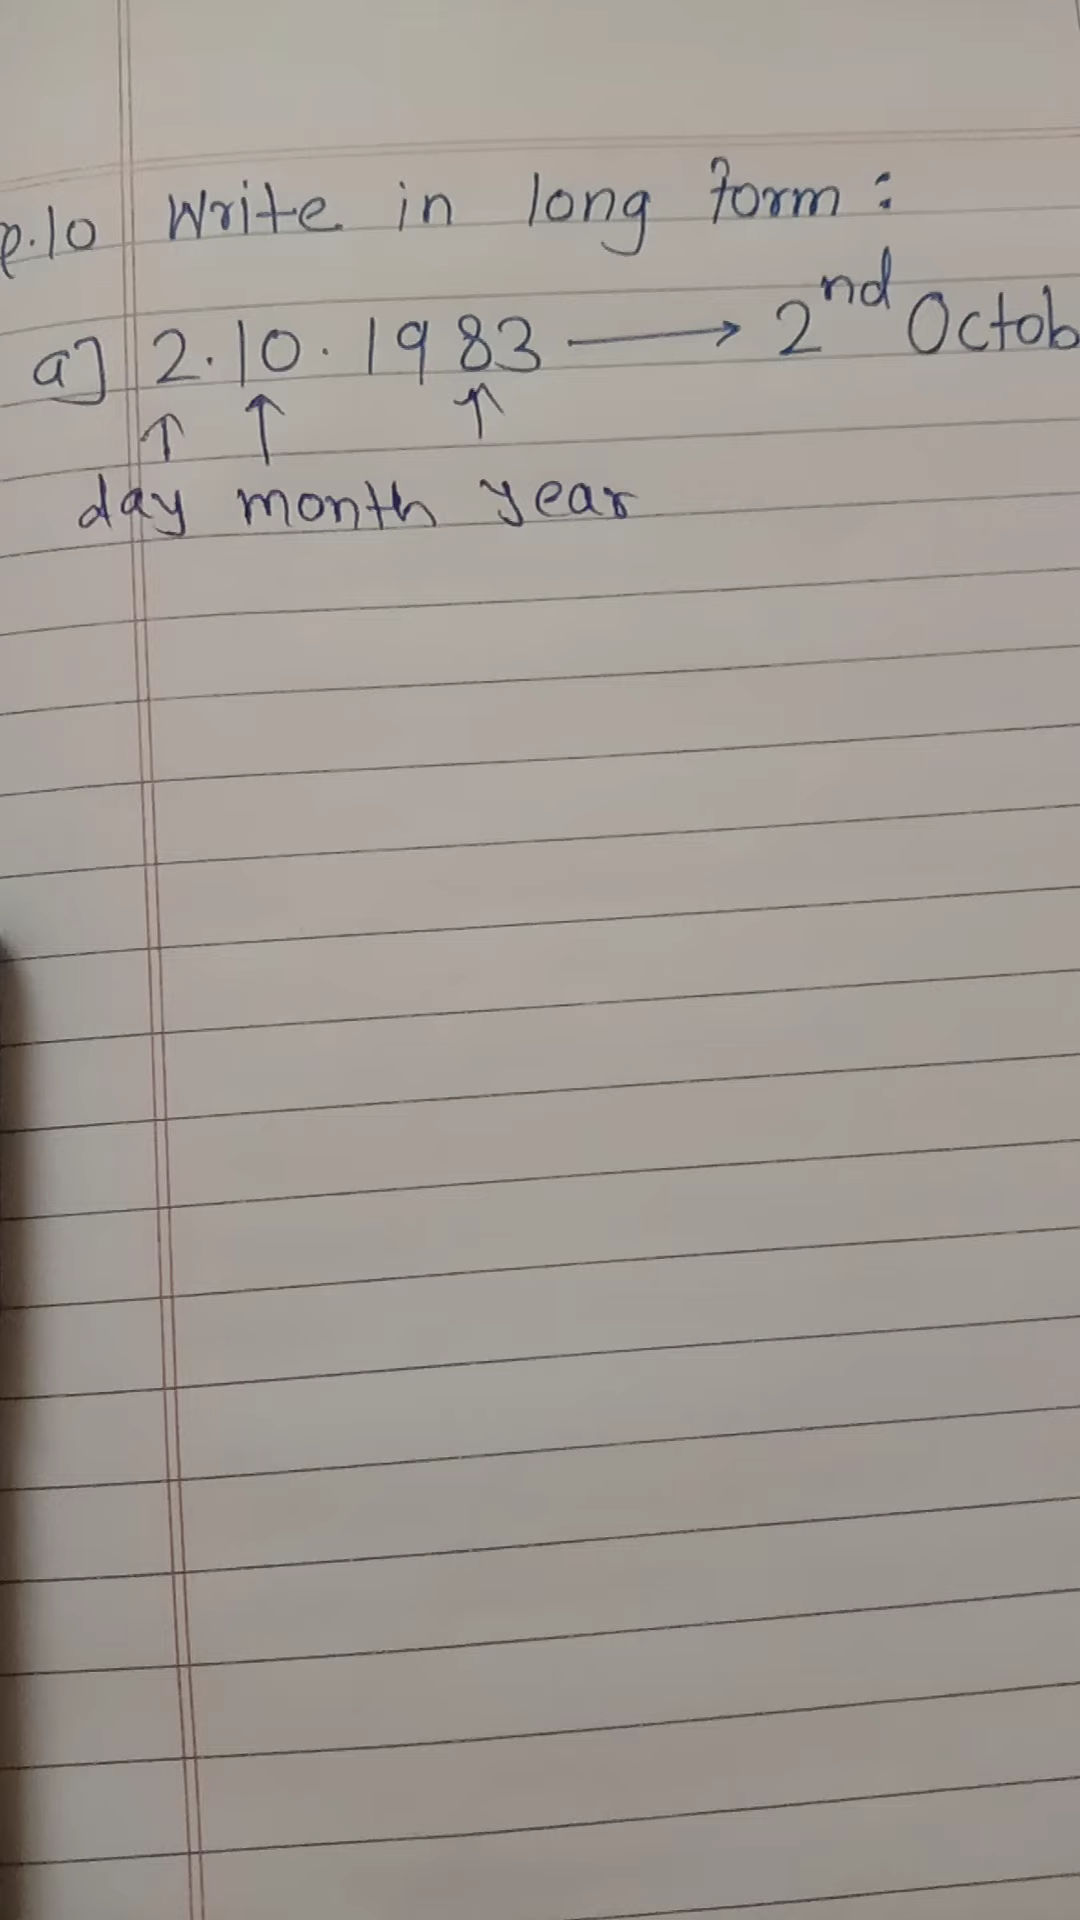 p.10 Write in long form :
a] 2.10.1983 → 2nd Octob
↑ ↑ ↑
day month year